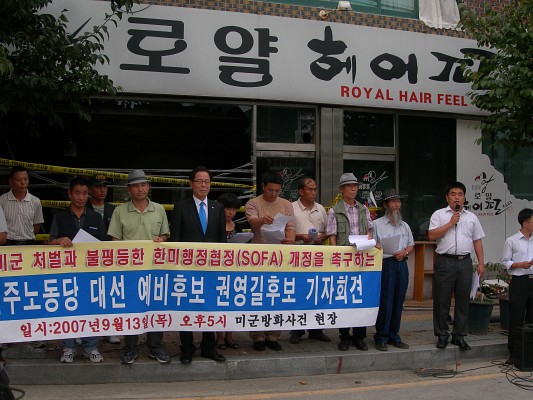 로얄 헤어
ROYAL HAIR FEEL
로얄
미군 처벌과 불평등한 한미행정협정(SOFA) 개정을 촉구하는
주노동당 대선 예비후보 권영길후보 기자회견
일시:2007년9월13일(목) 오후5시 미군방화사건 현장